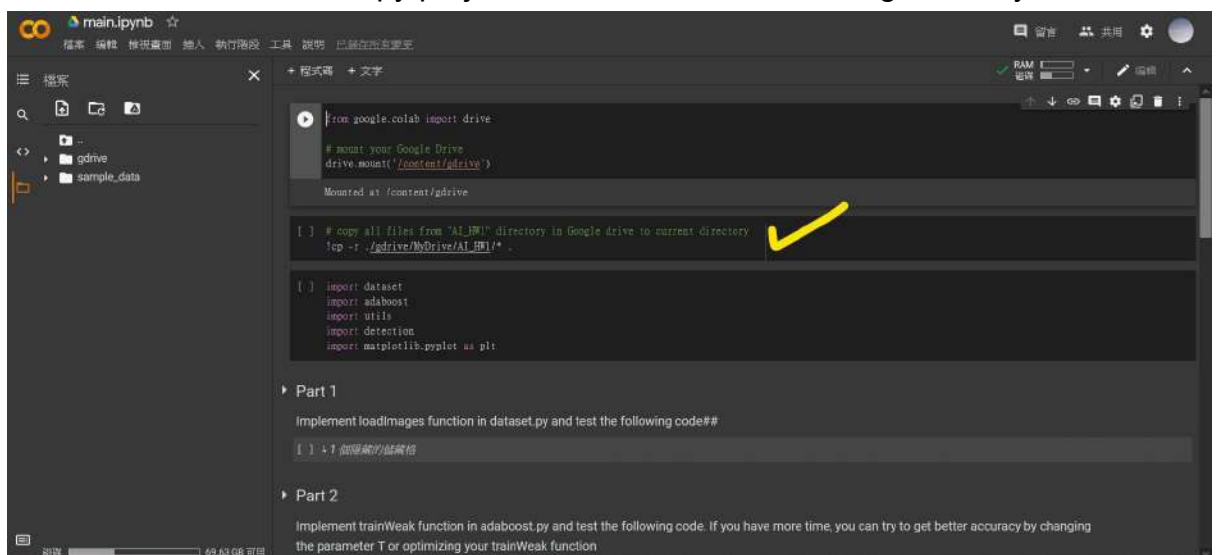 main.ipynb
檔案 編輯 檢視畫面 插人 執行階段 工具 說明 已儲存所有變更
留言 共用
檔案
+ 程式碼 + 文字
RAM
磁碟
編輯
..
gdrive
sample_data
from google.colab import drive
# mount your Google Drive
drive.mount('/content/gdrive')
Mounted at /content/gdrive
[ ] # copy all files from "AI_HW1" directory in Google drive to current directory
!cp -r ./gdrive/MyDrive/AI_HW1/* .
[ ] import dataset
import adaboost
import utils
import detection
import matplotlib.pyplot as plt
Part 1
Implement loadImages function in dataset.py and test the following code##
[ ] ↳ 1 個隱藏的儲藏格
Part 2
Implement trainWeak function in adaboost.py and test the following code. If you have more time, you can try to get better accuracy by changing
the parameter T or optimizing your trainWeak function
磁碟 69.63 GB 可用